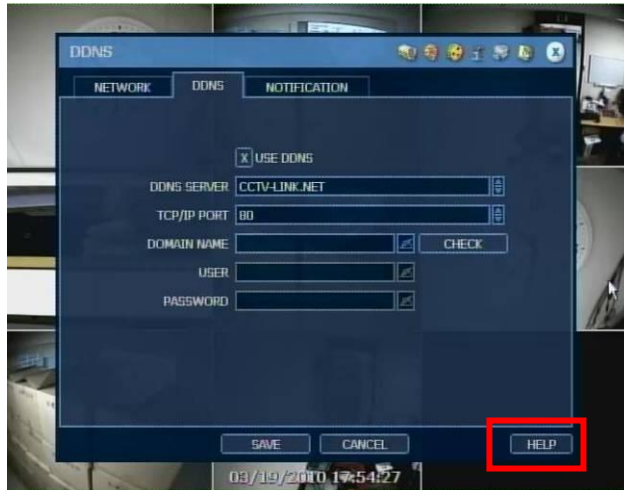 DDNS
NETWORK DDNS NOTIFICATION
X USE DDNS
DDNS SERVER CCTV-LINK.NET
TCP/IP PORT 80
DOMAIN NAME CHECK
USER
PASSWORD
SAVE CANCEL HELP
03/19/2010 17:54:27